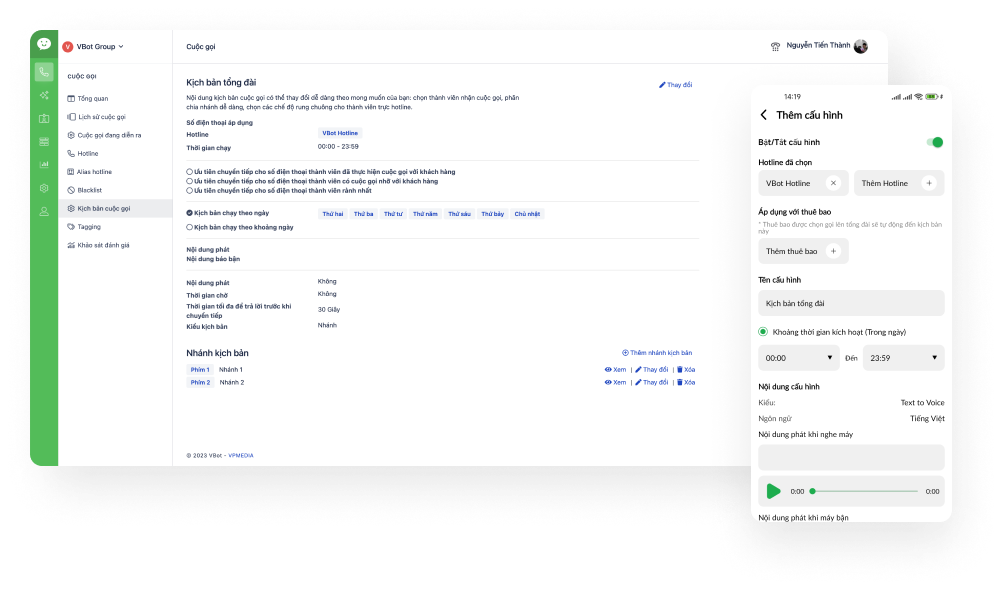 V VBot Group
Cuộc gọi
Nguyễn Tiến Thành
CUỘC GỌI
Tổng quan
Lịch sử cuộc gọi
Cuộc gọi đang diễn ra
Hotline
Alias hotline
Blacklist
Kịch bản cuộc gọi
Tagging
Khảo sát đánh giá
Kịch bản tổng đài
Thay đổi
Nội dung kịch bản cuộc gọi có thể thay đổi dễ dàng theo mong muốn của bạn: chọn thành viên nhận cuộc gọi, phân
chia nhánh dễ dàng, chọn các chế độ rung chuông cho thành viên trực hotline.
Số điện thoại áp dụng
Hotline VBot Hotline
Thời gian chạy 00:00 - 23:59
Ưu tiên chuyển tiếp cho số điện thoại thành viên đã thực hiện cuộc gọi với khách hàng
Ưu tiên chuyển tiếp cho số điện thoại thành viên có cuộc gọi nhỡ với khách hàng
Ưu tiên chuyển tiếp cho số điện thoại thành viên rảnh nhất
Kịch bản chạy theo ngày Thứ hai Thứ ba Thứ tư Thứ năm Thứ sáu Thứ bảy Chủ nhật
Kịch bản chạy theo khoảng ngày
Nội dung phát
Nội dung báo bận
Nội dung phát Không
Thời gian chờ Không
Thời gian tối đa để trả lời trước khi
chuyển tiếp 30 Giây
Kiểu kịch bản Nhánh
Nhánh kịch bản
Thêm nhánh kịch bản
Phím 1 Nhánh 1 Xem | Thay đổi | Xóa
Phím 2 Nhánh 2 Xem | Thay đổi | Xóa
© 2023 VBot - VPMEDIA
14:19
Thêm cấu hình
Bật/Tắt cấu hình
Hotline đã chọn
VBot Hotline × Thêm Hotline +
Áp dụng với thuê bao
* Thuê bao được chọn gọi lên tổng đài sẽ tự động đến kịch bản
này
Thêm thuê bao +
Tên cấu hình
Kịch bản tổng đài
Khoảng thời gian kích hoạt (Trong ngày)
00:00 Đến 23:59
Nội dung cấu hình
Kiểu: Text to Voice
Ngôn ngữ Tiếng Việt
Nội dung phát khi nghe máy
0:00 0:00
Nội dung phát khi máy bận